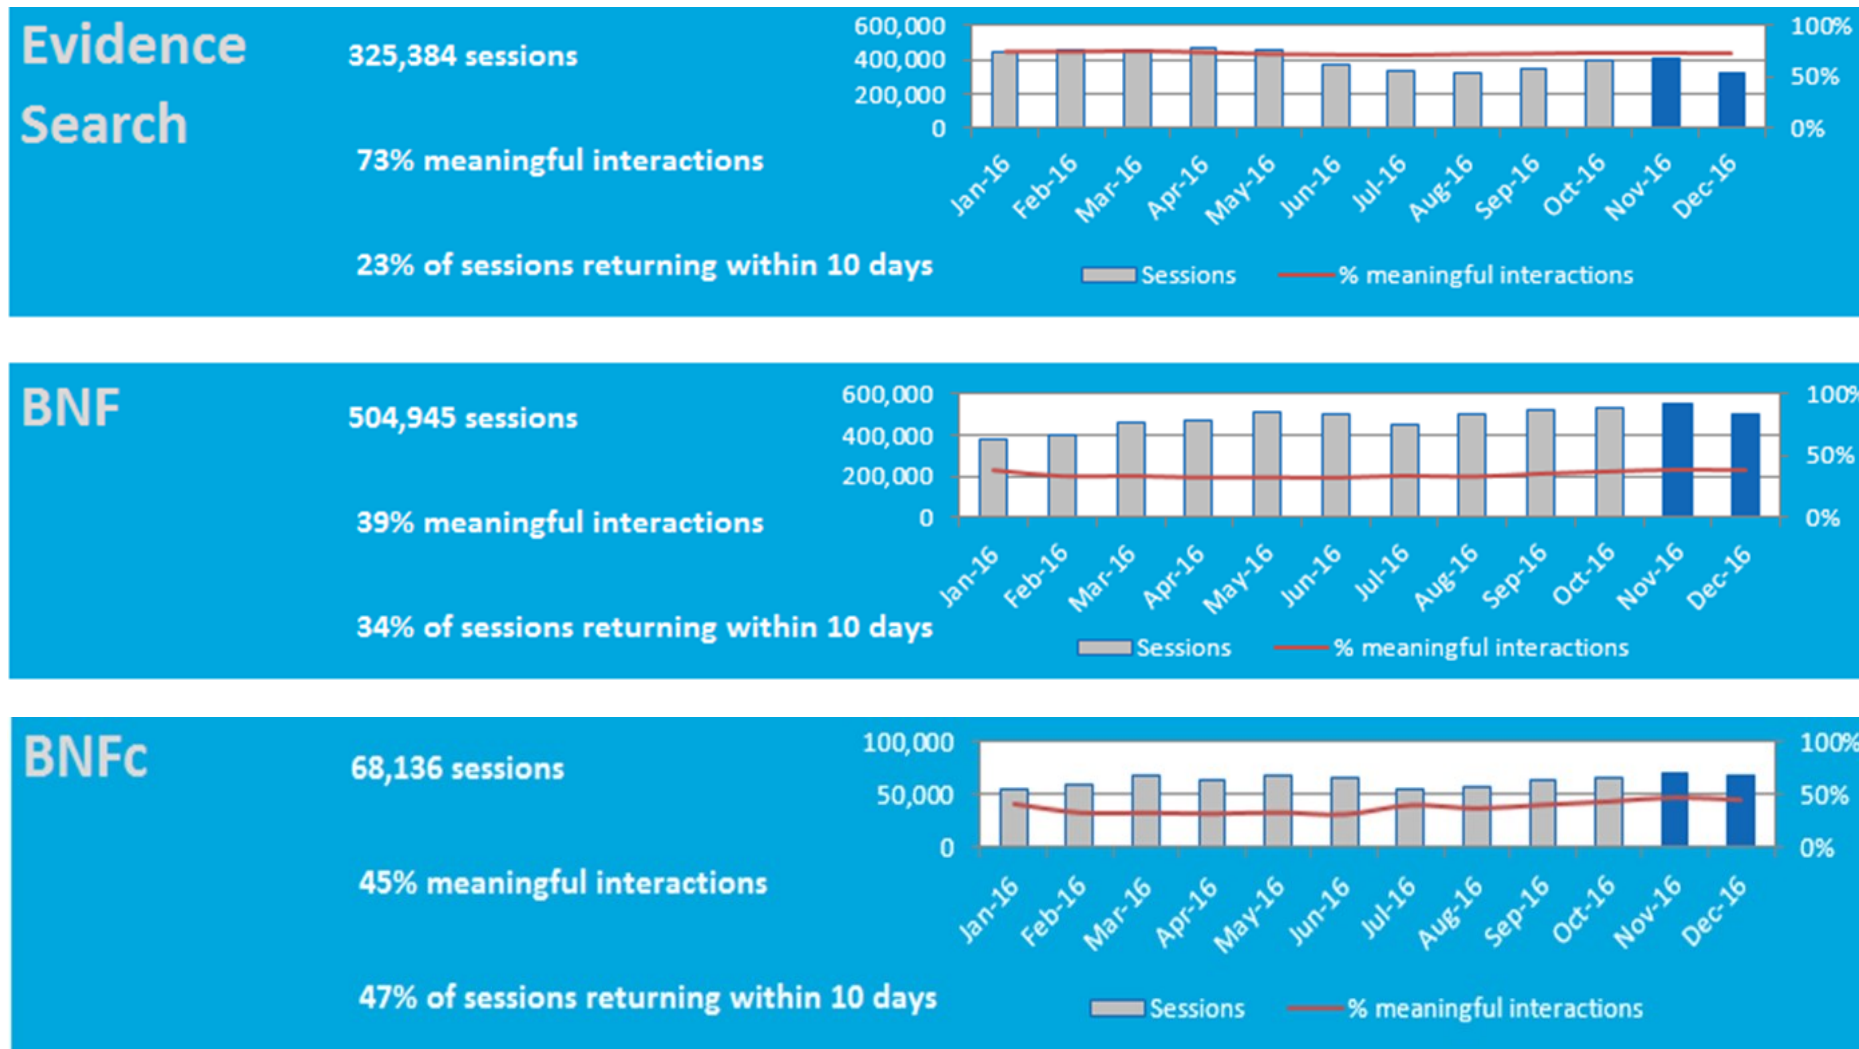 Evidence
Search
325,384 sessions
73% meaningful interactions
23% of sessions returning within 10 days
600,000
400,000
200,000
0
100%
50%
0%
Jan-16
Feb-16
Mar-16
Apr-16
May-16
Jun-16
Jul-16
Aug-16
Sep-16
Oct-16
Nov-16
Dec-16
Sessions
% meaningful interactions
BNF
504,945 sessions
39% meaningful interactions
34% of sessions returning within 10 days
600,000
400,000
200,000
0
100%
50%
0%
Jan-16
Feb-16
Mar-16
Apr-16
May-16
Jun-16
Jul-16
Aug-16
Sep-16
Oct-16
Nov-16
Dec-16
Sessions
% meaningful interactions
BNFc
68,136 sessions
45% meaningful interactions
47% of sessions returning within 10 days
100,000
50,000
0
100%
50%
0%
Jan-16
Feb-16
Mar-16
Apr-16
May-16
Jun-16
Jul-16
Aug-16
Sep-16
Oct-16
Nov-16
Dec-16
Sessions
% meaningful interactions